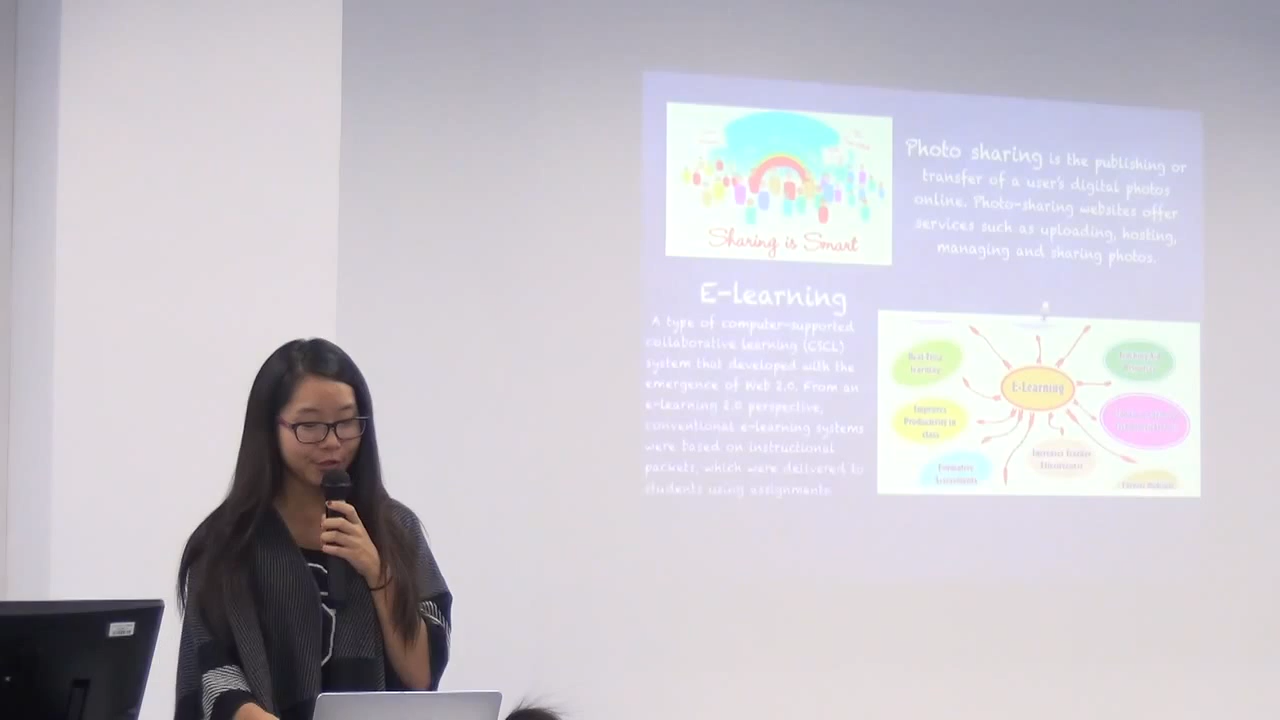 Sharing is Smart
Photo sharing is the publishing or
transfer of a user's digital photos
online. Photo-sharing websites offer
services such as uploading, hosting,
managing and sharing photos.
E-learning
A type of computer-supported
collaborative learning (CSCL)
system that developed with the
emergence of Web 2.0. From an
e-learning 2.0 perspective,
conventional e-learning systems
were based on instructional
packets, which were delivered to
students using assignments
E-Learning
Improves
Productivity in
class
Increases Teacher